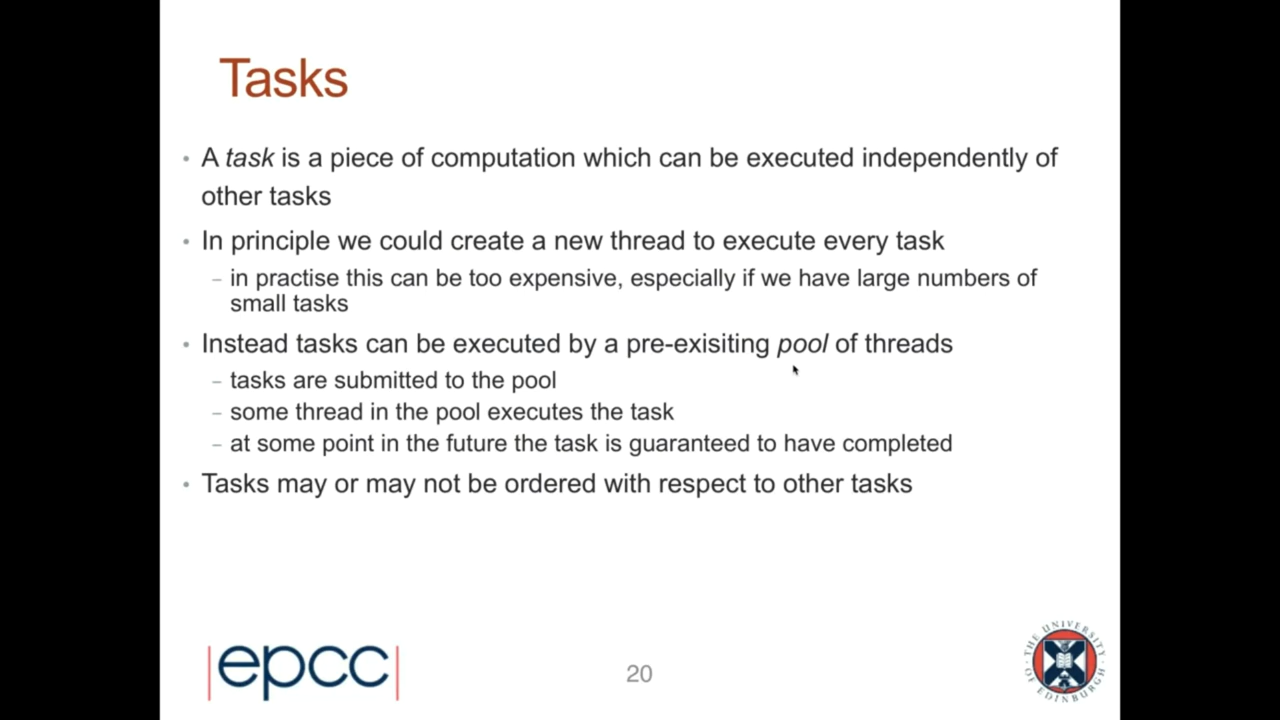 Tasks
• A task is a piece of computation which can be executed independently of
other tasks
• In principle we could create a new thread to execute every task
– in practise this can be too expensive, especially if we have large numbers of
small tasks
• Instead tasks can be executed by a pre-exisiting pool of threads
– tasks are submitted to the pool
– some thread in the pool executes the task
– at some point in the future the task is guaranteed to have completed
• Tasks may or may not be ordered with respect to other tasks
|epcc|
20
THE UNIVERSITY OF EDINBURGH